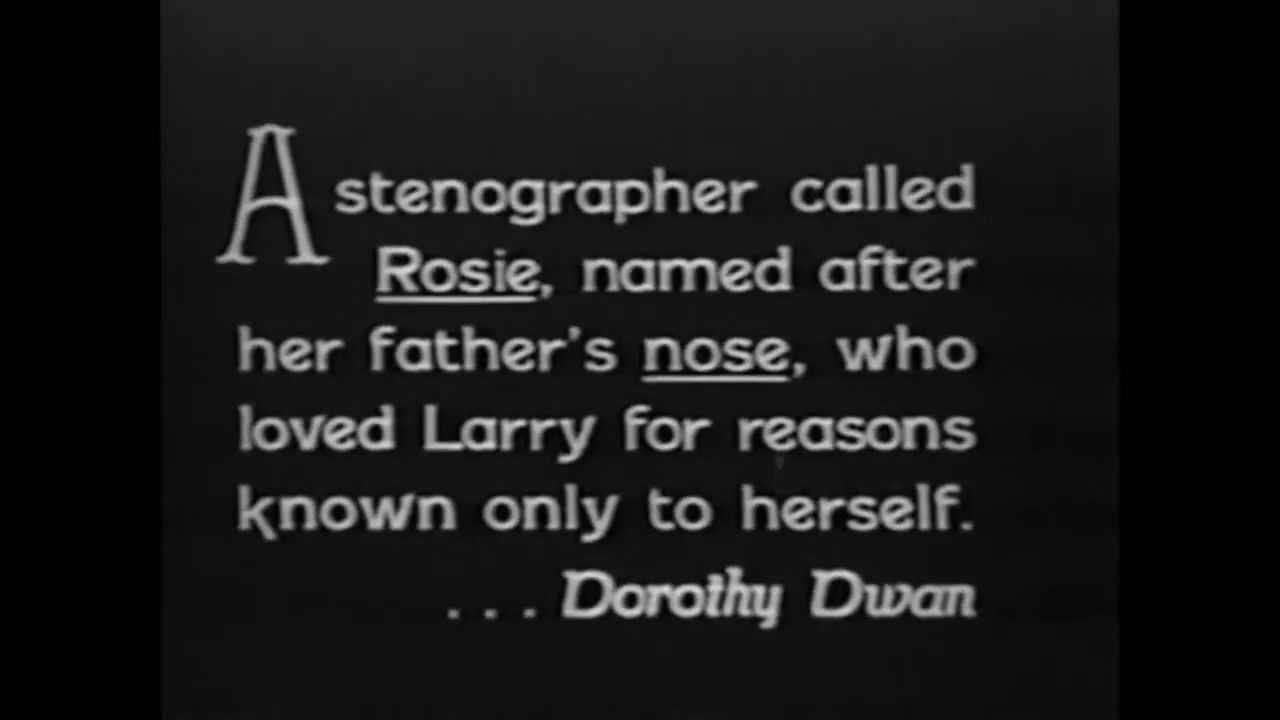 A stenographer called
Rosie, named after
her father's nose, who
loved Larry for reasons
known only to herself.
... Dorothy Dwan